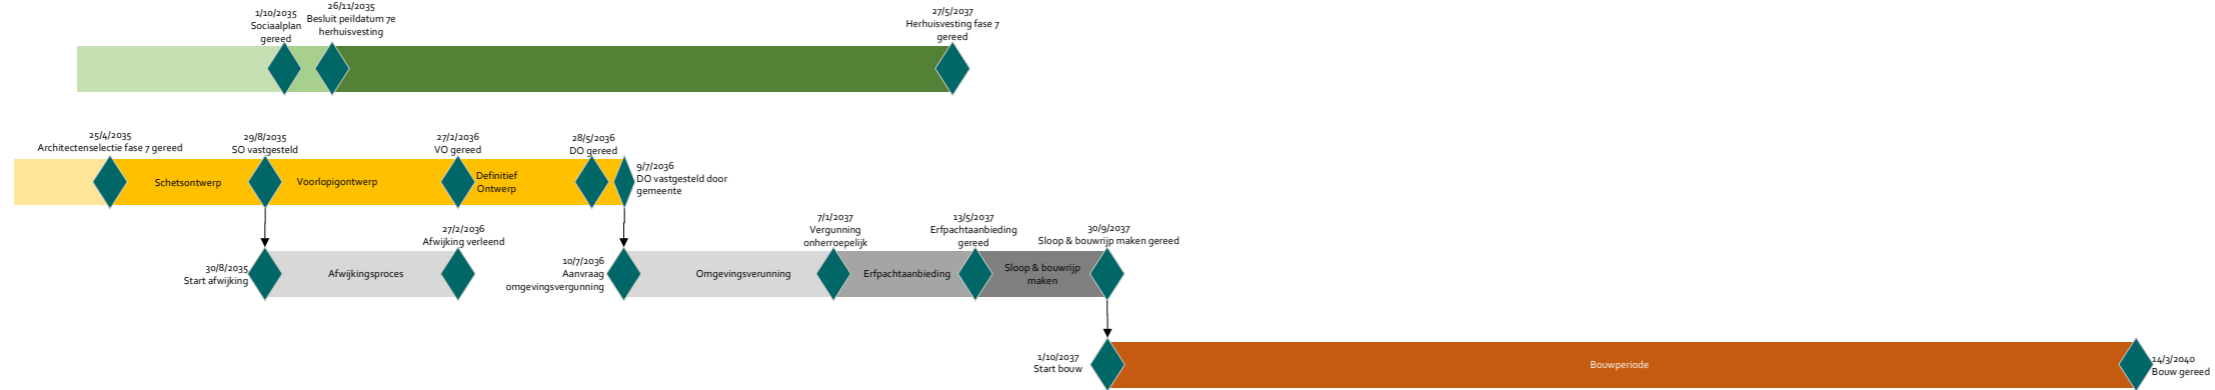 1/10/2035
Sociaalplan
gereed
26/11/2035
Besluit peildatum 7e
herhuisvesting
27/5/2037
Herhuisvesting fase 7
gereed
25/4/2035
Architectenselectie fase 7 gereed
29/8/2035
SO vastgesteld
27/2/2036
VO gereed
28/5/2036
DO gereed
9/7/2036
DO vastgesteld door
gemeente
Schetsontwerp
Voorlopigontwerp
Definitief
Ontwerp
30/8/2035
Start afwijking
Afwijkingsproces
27/2/2036
Afwijking verleend
10/7/2036
Aanvraag
omgevingsvergunning
Omgevingsverunning
7/1/2037
Vergunning
onherroepelijk
Erfpachtaanbieding
13/5/2037
Erfpachtaanbieding
gereed
Sloop & bouwrijp
maken
30/9/2037
Sloop & bouwrijp maken gereed
1/10/2037
Start bouw
Bouwperiode
14/3/2040
Bouw gereed